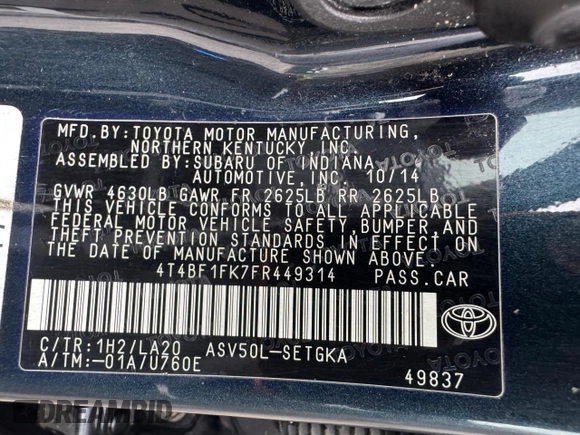 MFD. BY: TOYOTA MOTOR MANUFACTURING,
NORTHERN KENTUCKY, INC.
ASSEMBLED BY: SUBARU OF INDIANA
AUTOMOTIVE, INC. 10/14
GVWR 4630LB GAWR FR 2625LB RR 2625LB
THIS VEHICLE CONFORMS TO ALL APPLICABLE
FEDERAL MOTOR VEHICLE SAFETY, BUMPER, AND
THEFT PREVENTION STANDARDS IN EFFECT ON
THE DATE OF MANUFACTURE SHOWN ABOVE.
4T4BF1FK7FR449314 PASS. CAR
C/TR: 1H2/LA20 ASV50L-SETGKA
A/TM: -01A/U760E
TOYOTA
49837
DREAMBID